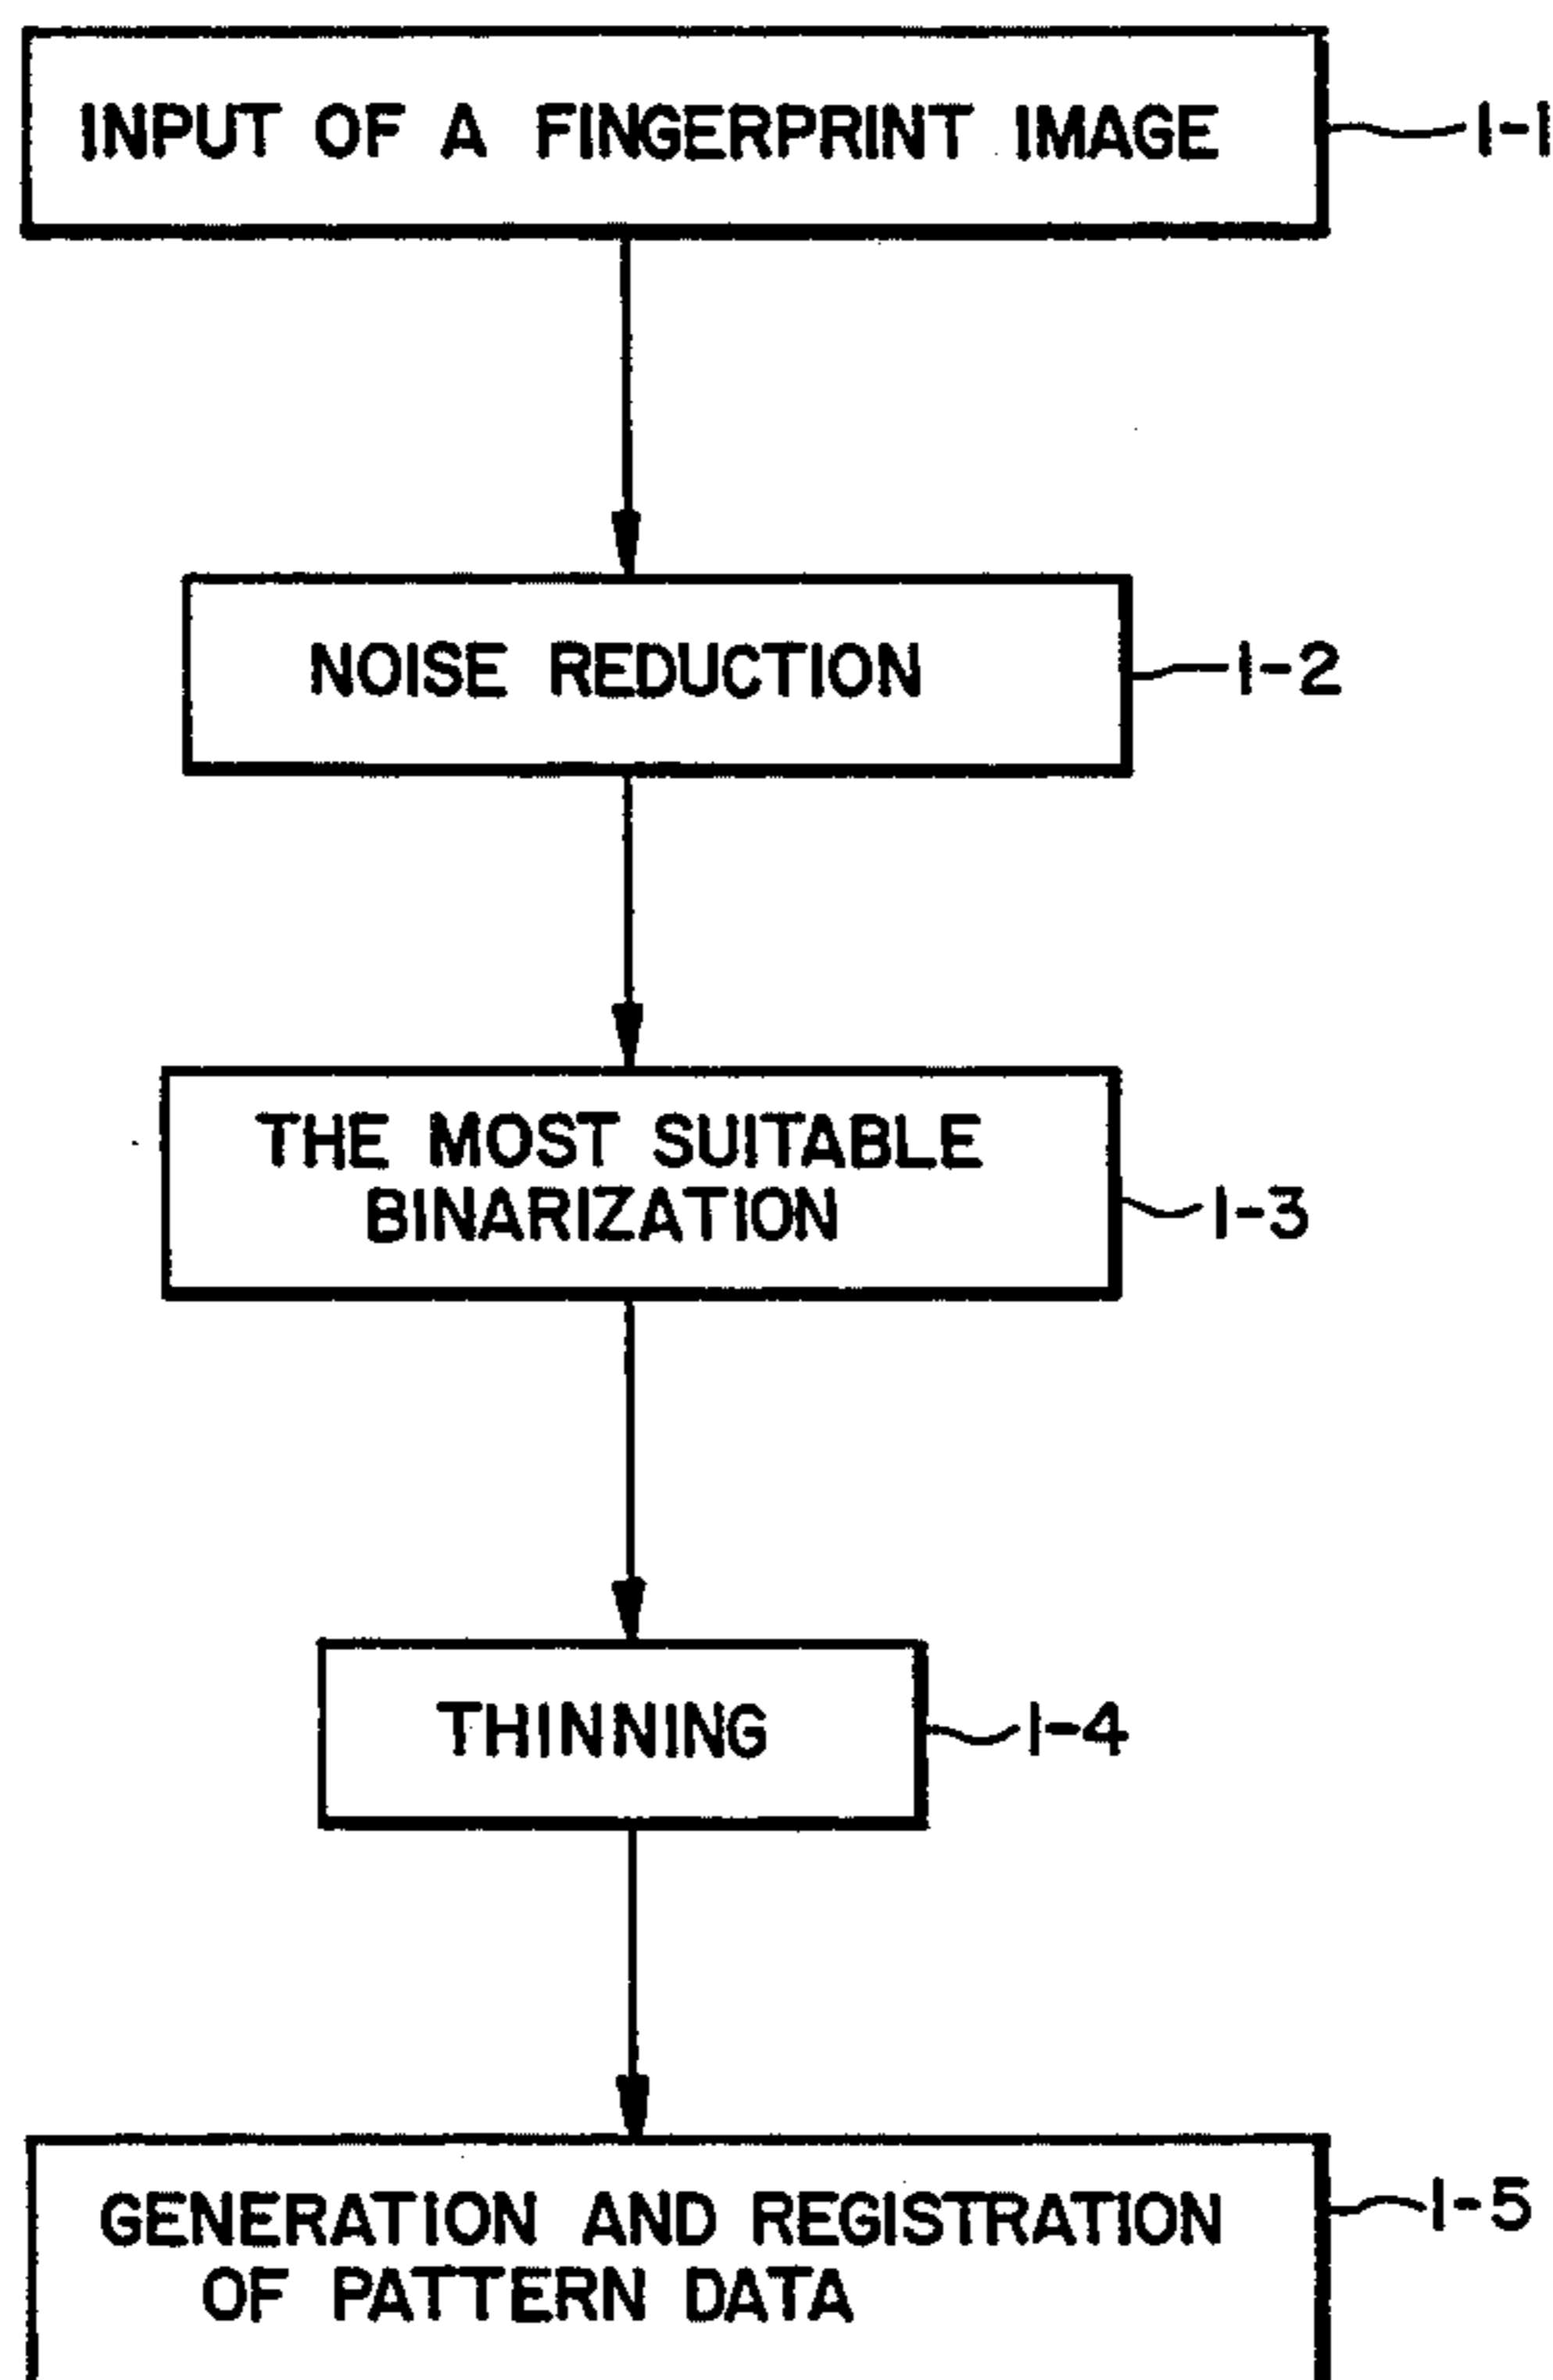 INPUT OF A FINGERPRINT IMAGE 1-1
NOISE REDUCTION 1-2
THE MOST SUITABLE
BINARIZATION 1-3
THINNING 1-4
GENERATION AND REGISTRATION 1-5
OF PATTERN DATA